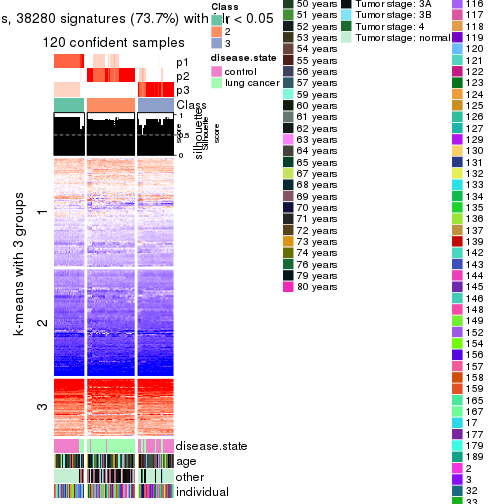 s, 38280 signatures (73.7%) with fdr < 0.05
120 confident samples
p1
p2
p3
Class
1
0.5
0
silhouette
score
k-means with 3 groups
1
2
3
disease.state
age
other
individual
Class
2
3
disease.state
control
lung cancer
50 years
51 years
52 years
53 years
54 years
55 years
56 years
57 years
59 years
60 years
61 years
62 years
63 years
64 years
65 years
67 years
68 years
69 years
70 years
71 years
72 years
73 years
74 years
76 years
79 years
80 years
Tumor stage: 3A
Tumor stage: 3B
Tumor stage: 4
Tumor stage: normal
116
117
118
119
120
121
122
123
124
125
126
127
129
130
131
132
133
134
135
136
137
139
142
143
144
145
146
148
149
152
154
156
157
158
159
165
167
17
177
179
189
2
3
32
33